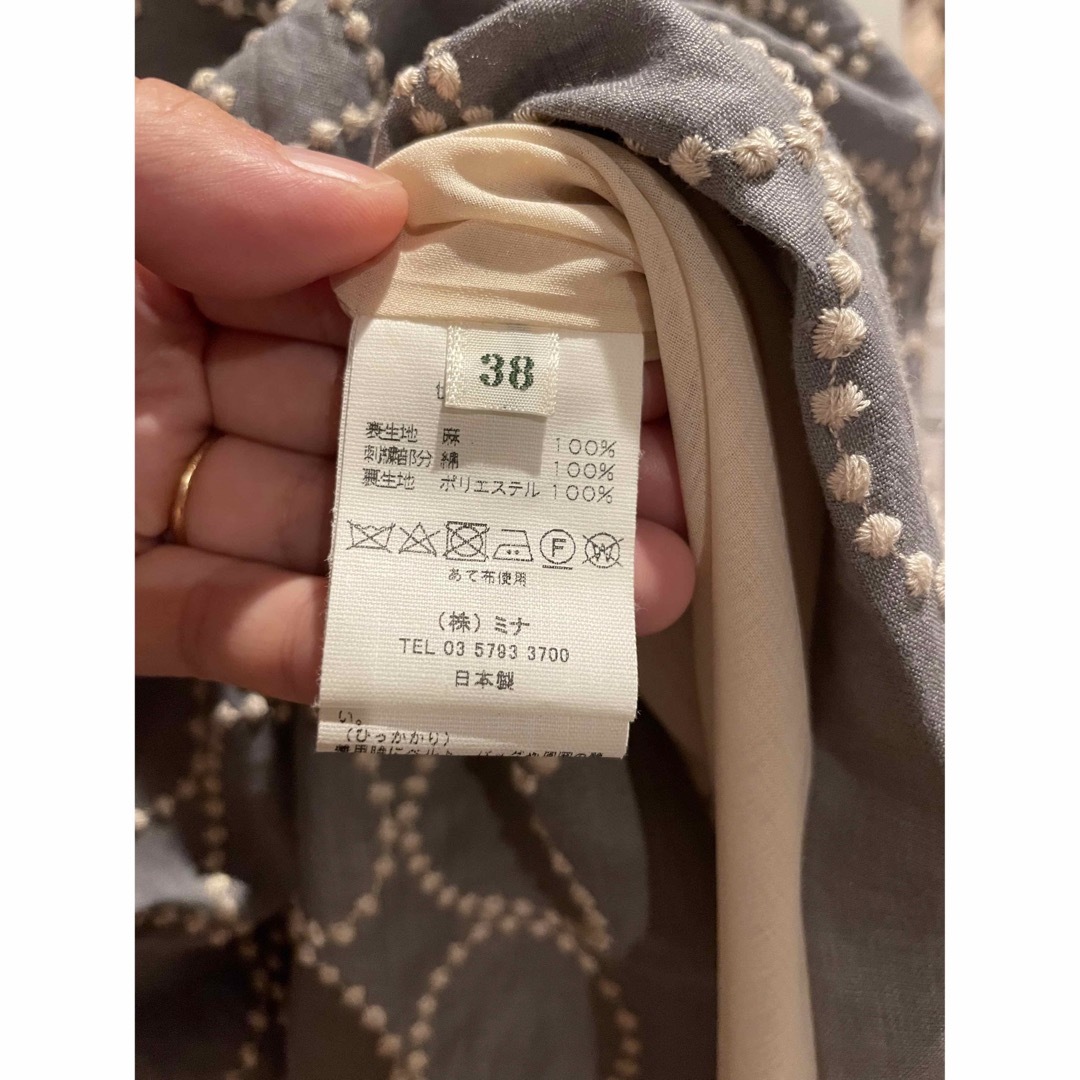 38
表生地 麻 100%
刺繍部分 綿 100%
裏生地 ポリエステル 100%
F W
あて布使用
(株) ミナ
TEL 03 5793 3700
日本製
い。
(ひっかかり)